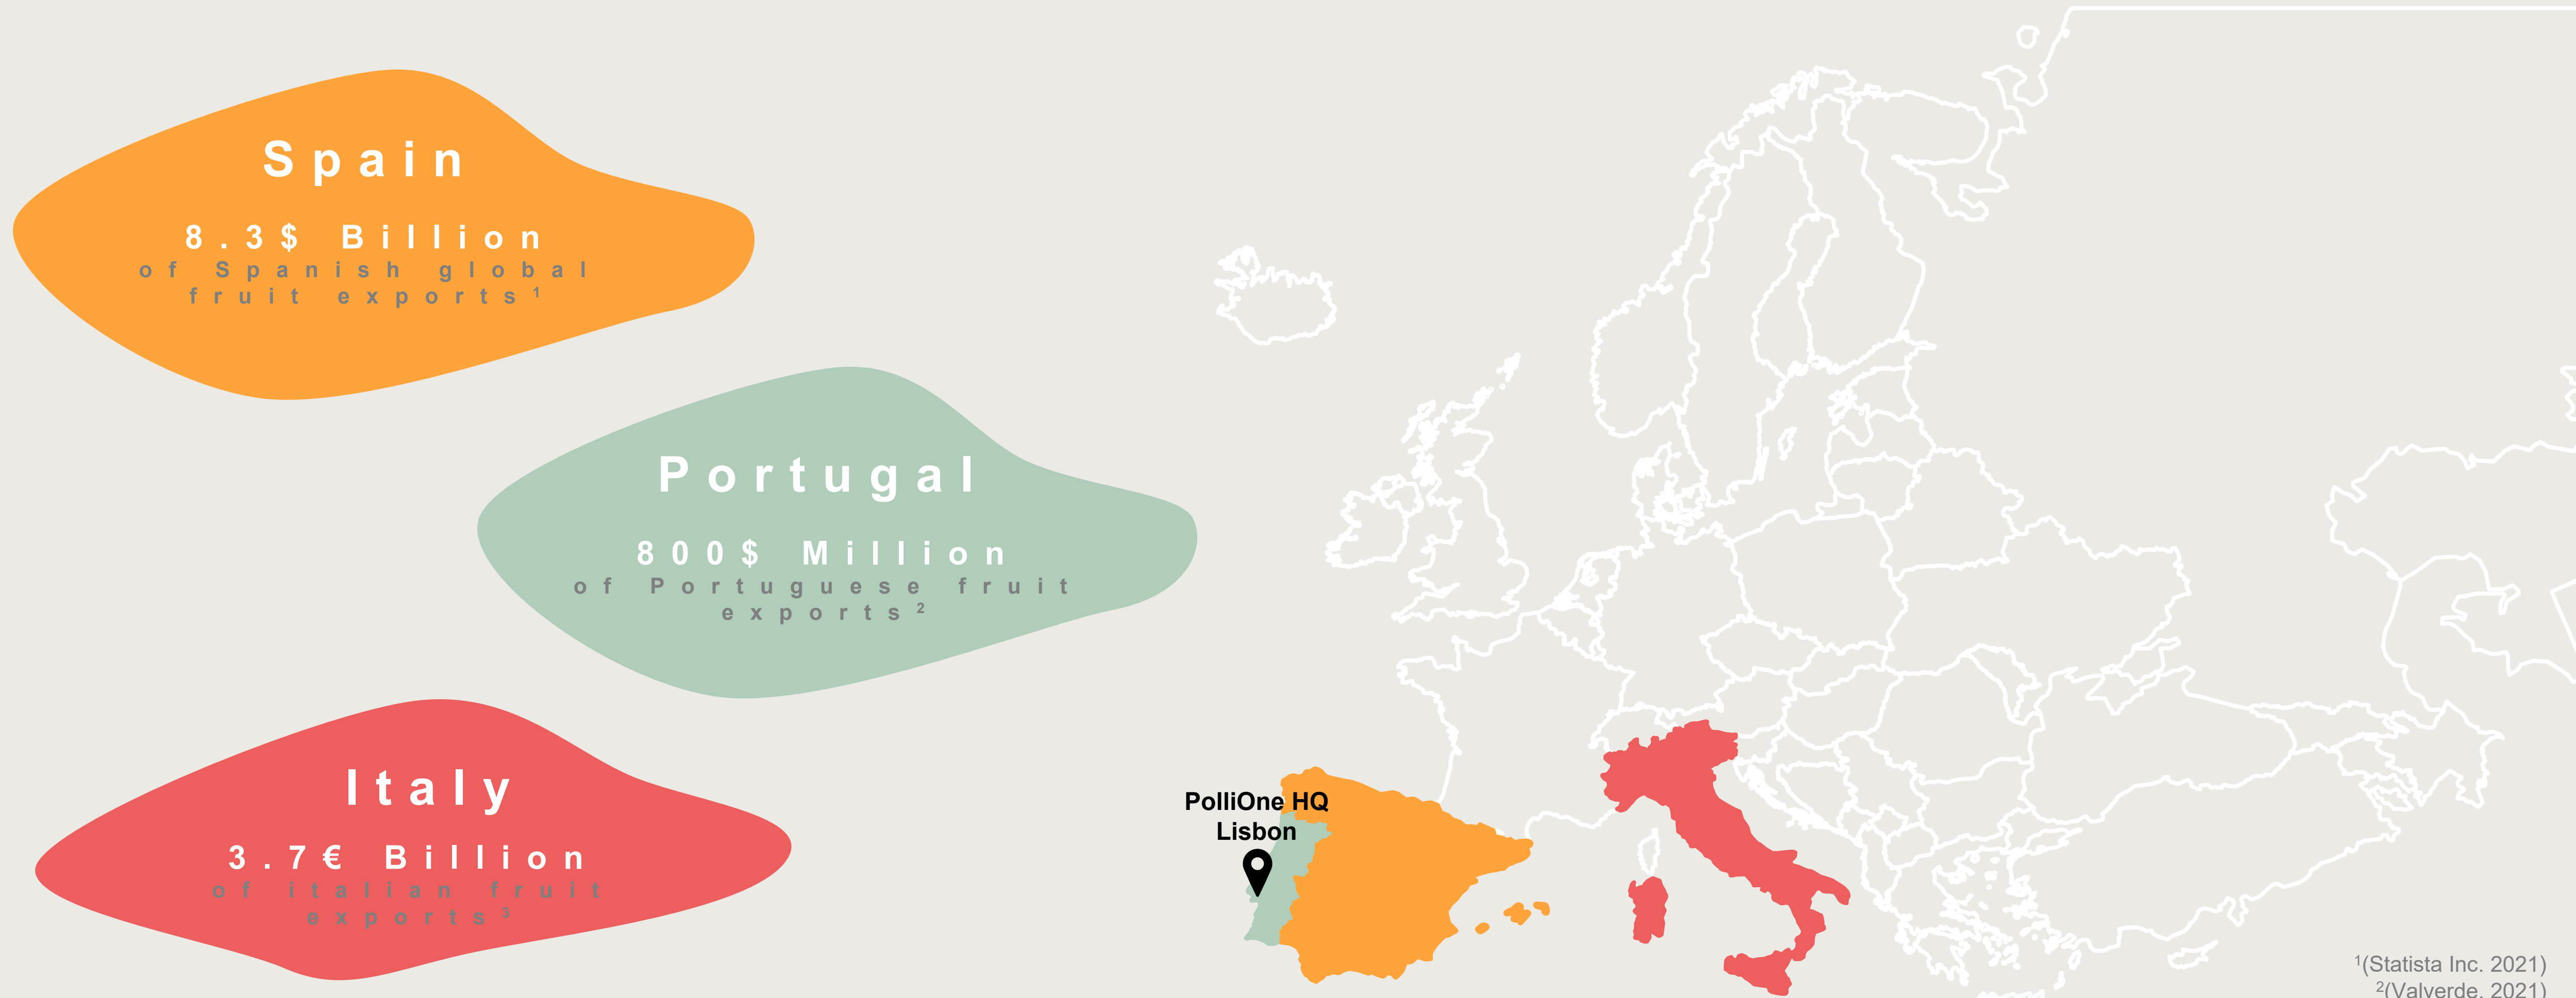 Spain
8.3$ Billion
of Spanish global
fruit exports¹
Portugal
800$ Million
of Portuguese fruit
exports²
Italy
3.7€ Billion
of italian fruit
exports³
PolliOne HQ
Lisbon
¹(Statista Inc. 2021)
²(Valverde, 2021)